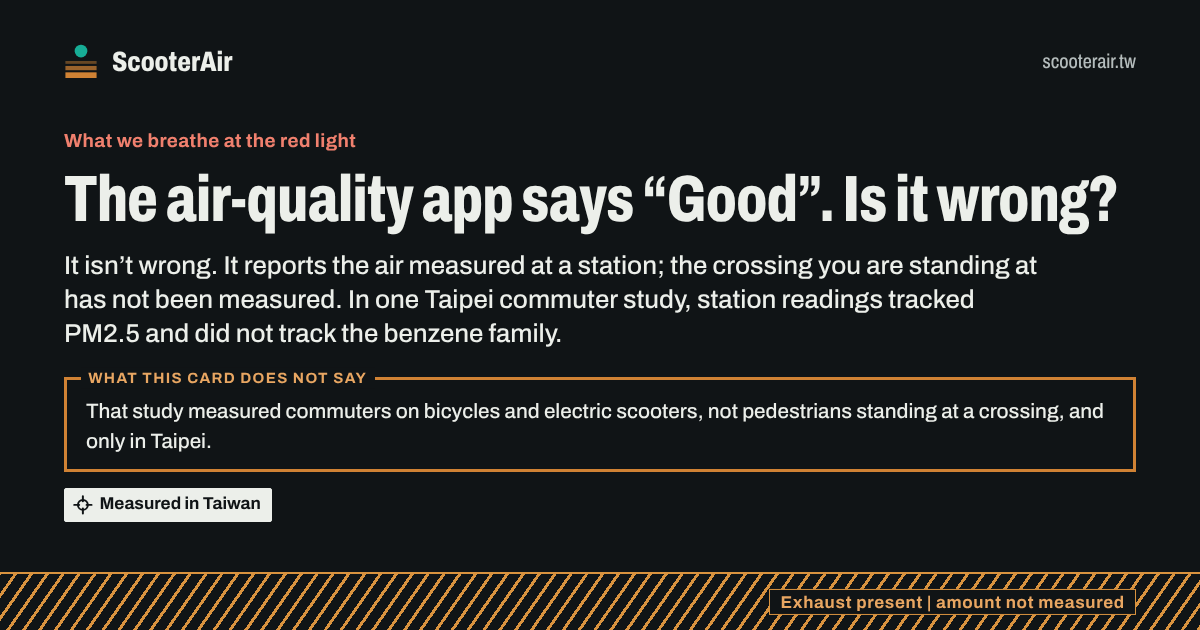 ScooterAir
scooterair.tw
What we breathe at the red light
The air-quality app says “Good”. Is it wrong?
It isn’t wrong. It reports the air measured at a station; the crossing you are standing at
has not been measured. In one Taipei commuter study, station readings tracked
PM2.5 and did not track the benzene family.
WHAT THIS CARD DOES NOT SAY
That study measured commuters on bicycles and electric scooters, not pedestrians standing at a crossing, and
only in Taipei.
Measured in Taiwan
Exhaust present | amount not measured